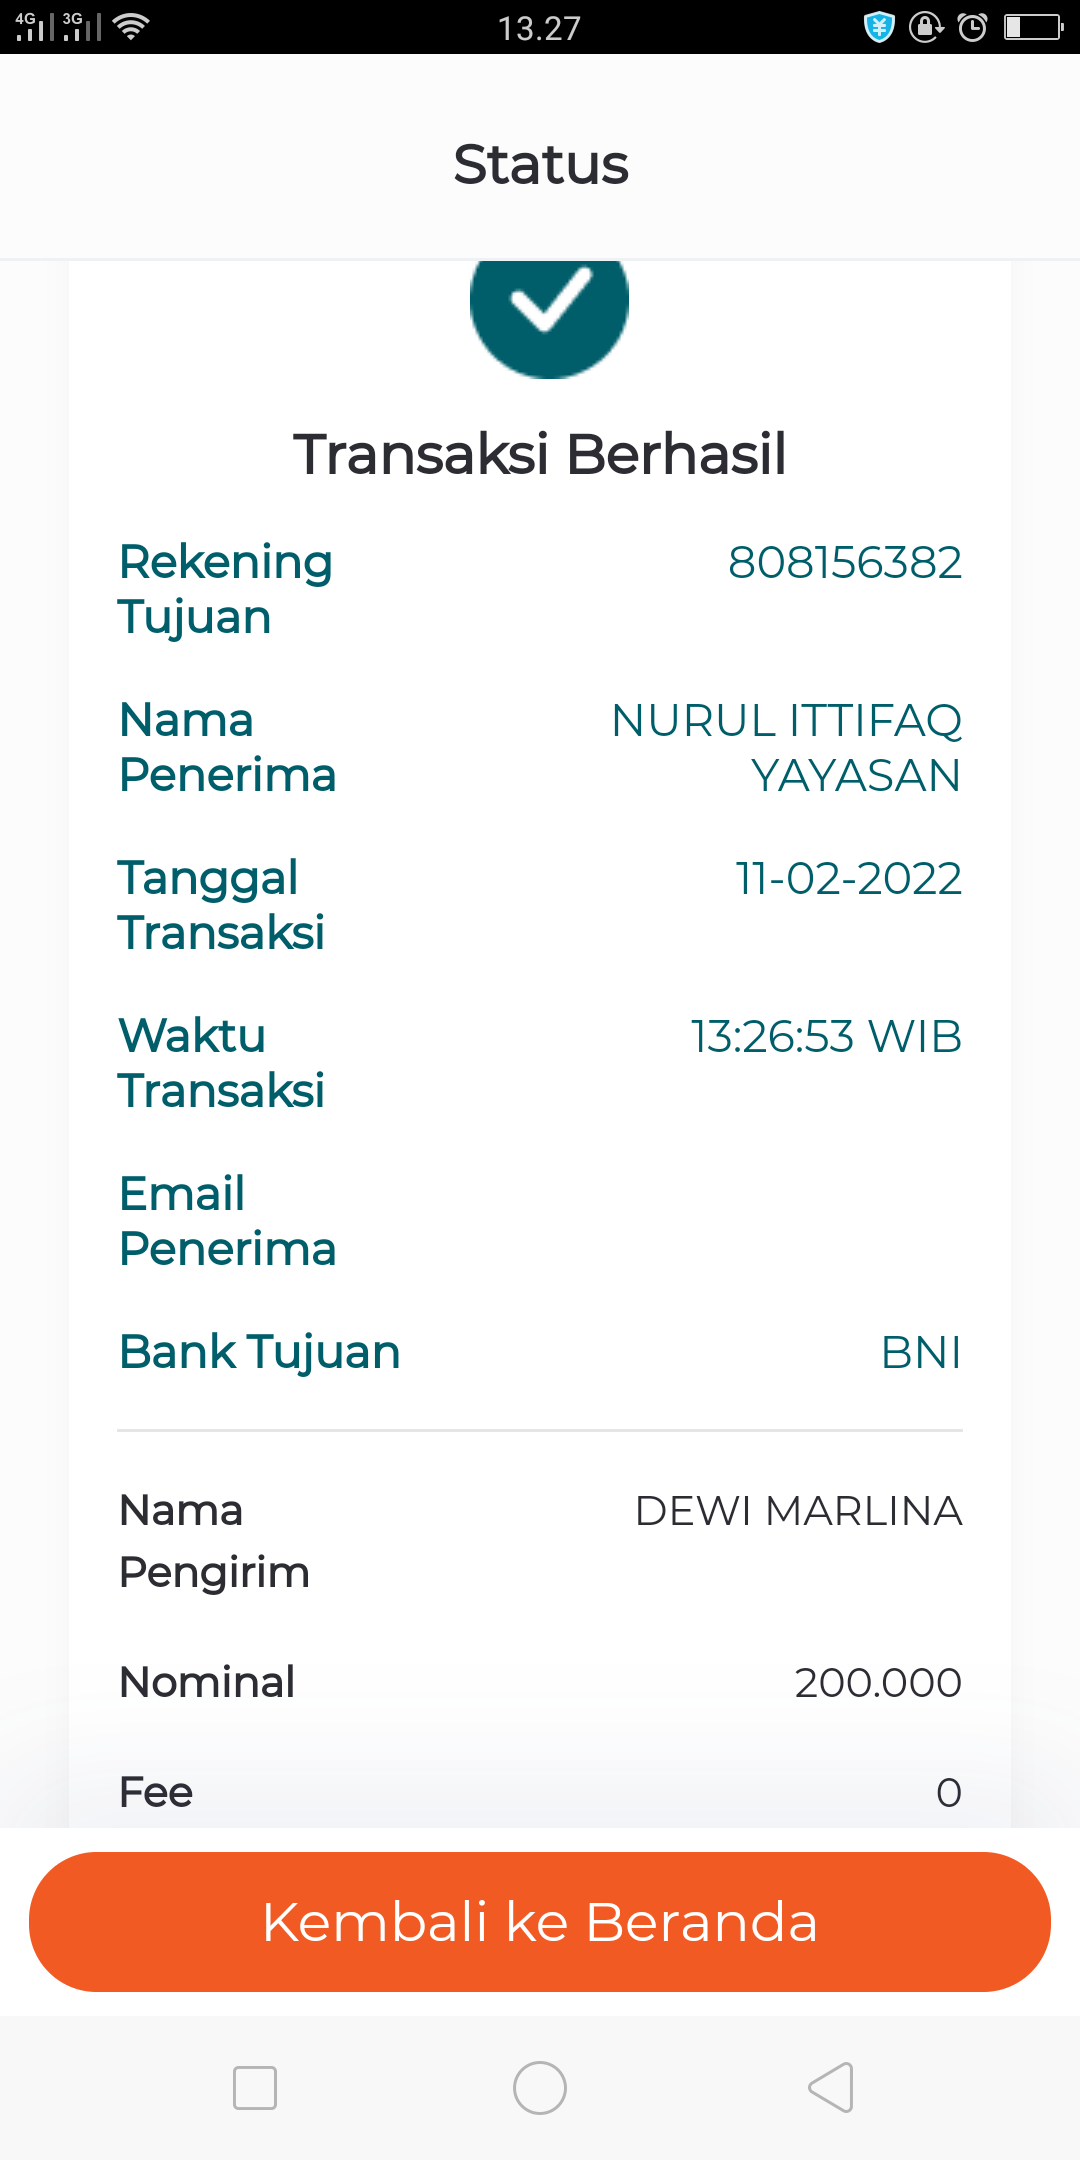 4G 3G 13.27
Status
Transaksi Berhasil
Rekening 808156382
Tujuan
Nama NURUL ITTIFAQ
Penerima YAYASAN
Tanggal 11-02-2022
Transaksi
Waktu 13:26:53 WIB
Transaksi
Email
Penerima
Bank Tujuan BNI
Nama DEWI MARLINA
Pengirim
Nominal 200.000
Fee 0
Kembali ke Beranda